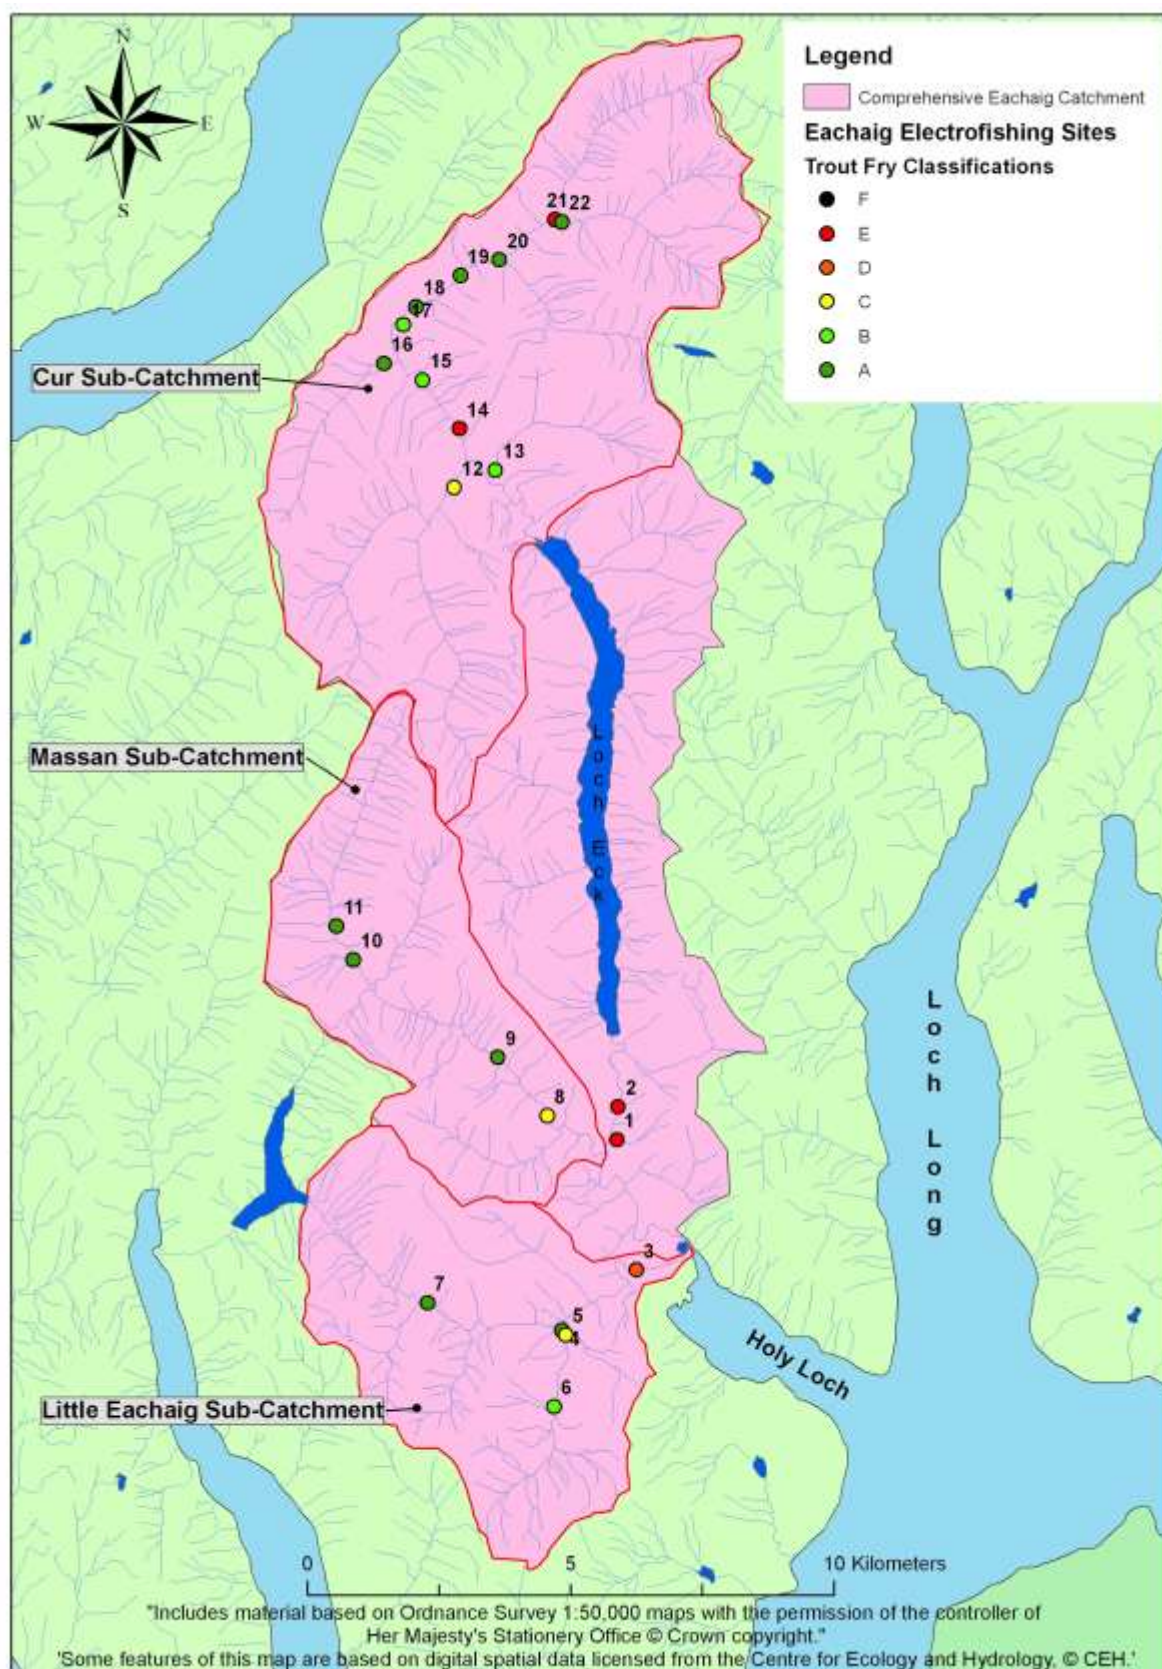 N
W
E
S
Legend
Comprehensive Eachaig Catchment
Eachaig Electrofishing Sites
Trout Fry Classifications
F
E
D
C
B
A
21 22
20
19
18
17
16
15
14
13
12
Cur Sub-Catchment
Loch Eck
Massan Sub-Catchment
11
10
9
8
2
1
Loch Long
3
7
5
4
6
Holy Loch
Little Eachaig Sub-Catchment
0 5 10 Kilometers
"Includes material based on Ordnance Survey 1:50,000 maps with the permission of the controller of
Her Majesty's Stationery Office © Crown copyright."
'Some features of this map are based on digital spatial data licensed from the Centre for Ecology and Hydrology, © CEH.'